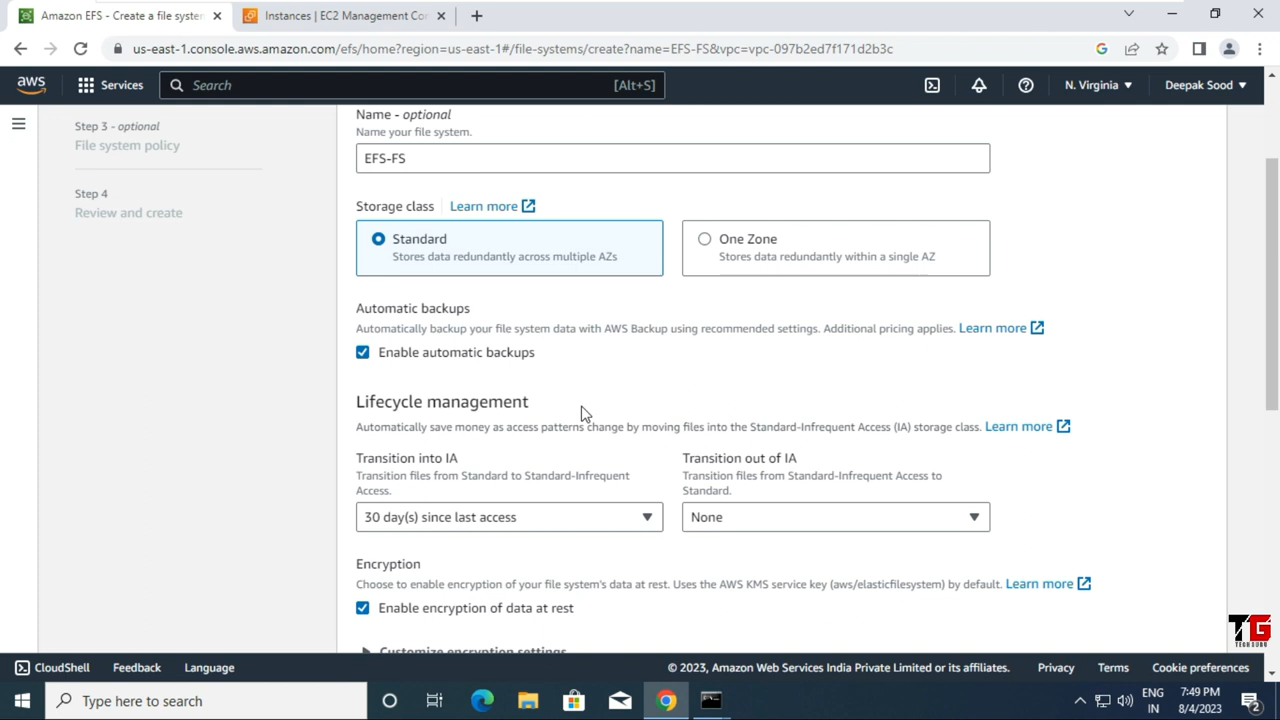 Amazon EFS - Create a file system
Instances | EC2 Management Con
us-east-1.console.aws.amazon.com/efs/home?region=us-east-1#/file-systems/create?name=EFS-FS&vpc=vpc-097b2ed7f171d2b3c
aws
Services
Search
[Alt+S]
N. Virginia
Deepak Sood
Step 3 - optional
File system policy
Step 4
Review and create
Name - optional
Name your file system.
EFS-FS
Storage class
Learn more
Standard
Stores data redundantly across multiple AZs
One Zone
Stores data redundantly within a single AZ
Automatic backups
Automatically backup your file system data with AWS Backup using recommended settings. Additional pricing applies. Learn more
Enable automatic backups
Lifecycle management
Automatically save money as access patterns change by moving files into the Standard-Infrequent Access (IA) storage class. Learn more
Transition into IA
Transition files from Standard to Standard-Infrequent
Access.
30 day(s) since last access
Transition out of IA
Transition files from Standard-Infrequent Access to
Standard.
None
Encryption
Choose to enable encryption of your file system's data at rest. Uses the AWS KMS service key (aws/elasticfilesystem) by default. Learn more
Enable encryption of data at rest
Customize encryption settings
TG
TECH GURU
CloudShell
Feedback
Language
© 2023, Amazon Web Services India Private Limited or its affiliates.
Privacy
Terms
Cookie preferences
Type here to search
ENG
IN
7:49 PM
8/4/2023
2